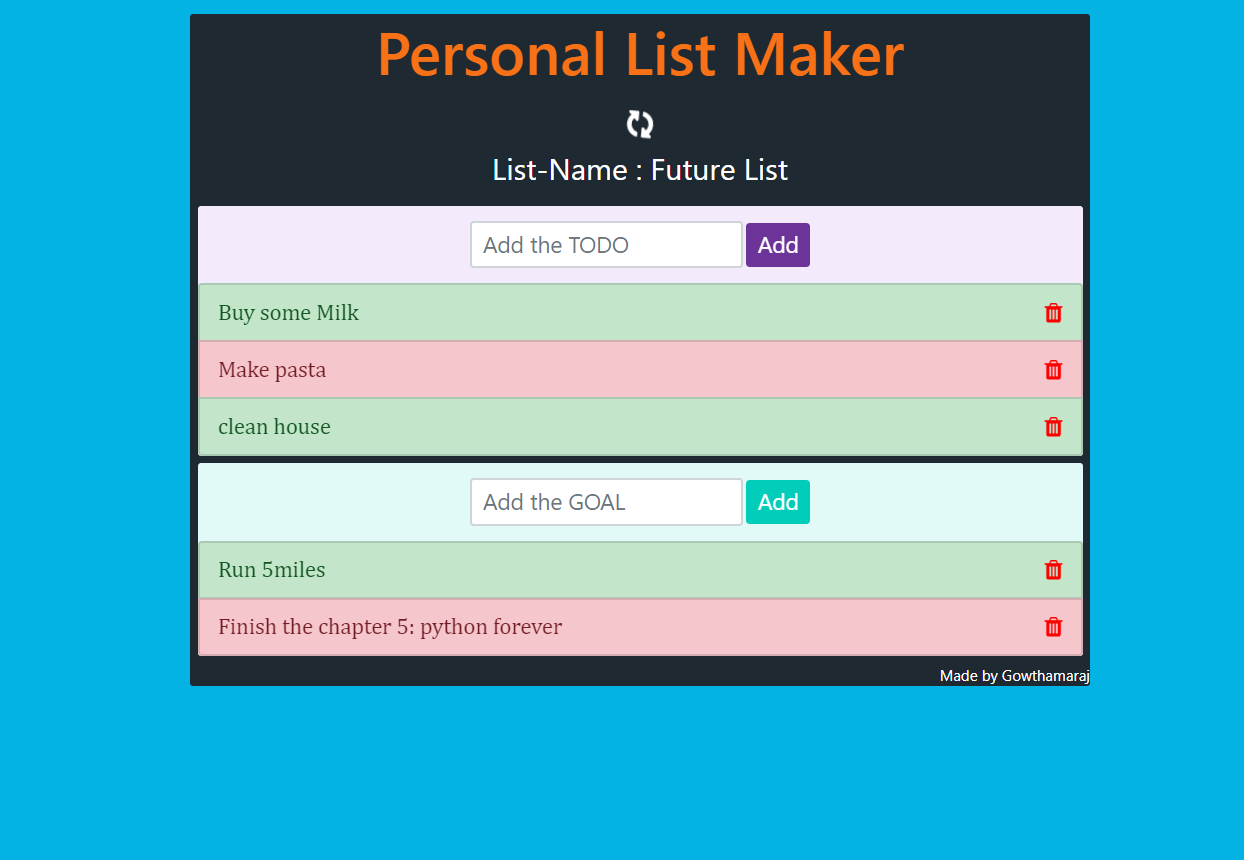 Personal List Maker
List-Name : Future List
Add the TODO Add
Buy some Milk
Make pasta
clean house
Add the GOAL Add
Run 5miles
Finish the chapter 5: python forever
Made by Gowthamaraj